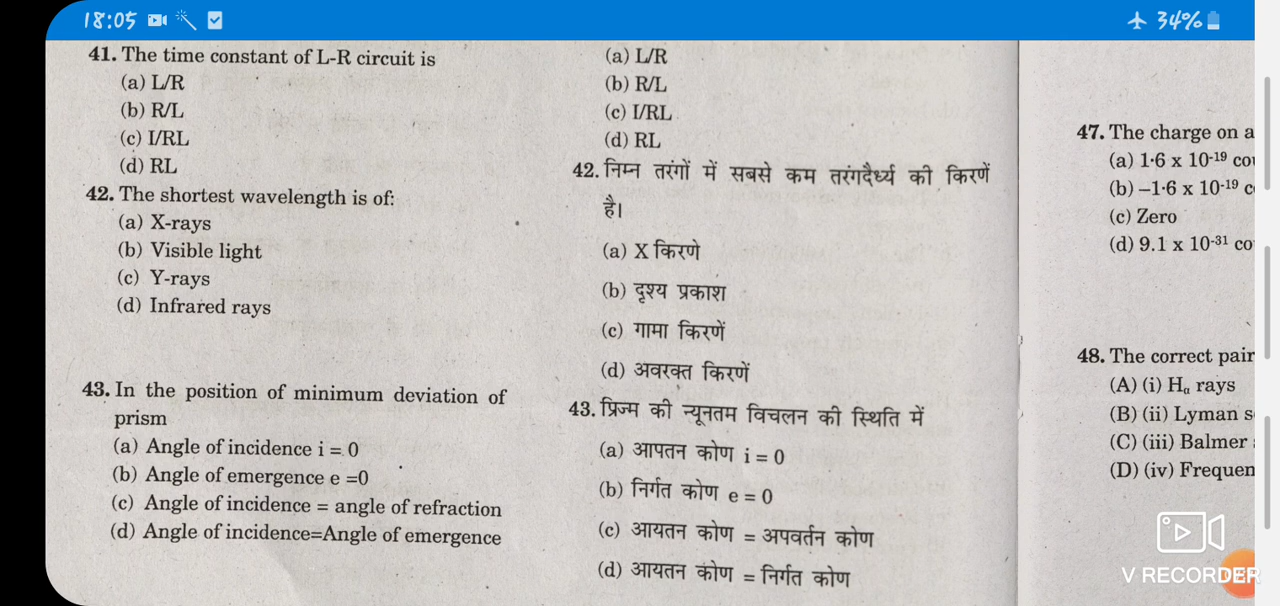 18:05
34%
41. The time constant of L-R circuit is
(a) L/R
(b) R/L
(c) I/RL
(d) RL
42. The shortest wavelength is of:
(a) X-rays
(b) Visible light
(c) Y-rays
(d) Infrared rays
43. In the position of minimum deviation of
prism
(a) Angle of incidence i = 0
(b) Angle of emergence e =0
(c) Angle of incidence = angle of refraction
(d) Angle of incidence=Angle of emergence
(a) L/R
(b) R/L
(c) I/RL
(d) RL
42. निम्न तरंगों में सबसे कम तरंगदैर्ध्य की किरणें
है।
(a) X किरणे
(b) दृश्य प्रकाश
(c) गामा किरणें
(d) अवरक्त किरणें
43. प्रिज्म की न्यूनतम विचलन की स्थिति में
(a) आपतन कोण i = 0
(b) निर्गत कोण e = 0
(c) आयतन कोण = अपवर्तन कोण
(d) आयतन कोण = निर्गत कोण
47. The charge on a
(a) 1·6 x 10⁻¹⁹ cou
(b) –1·6 x 10⁻¹⁹ c
(c) Zero
(d) 9.1 x 10⁻³¹ co
48. The correct pair
(A) (i) Hα rays
(B) (ii) Lyman s
(C) (iii) Balmer
(D) (iv) Frequen
V RECORDER